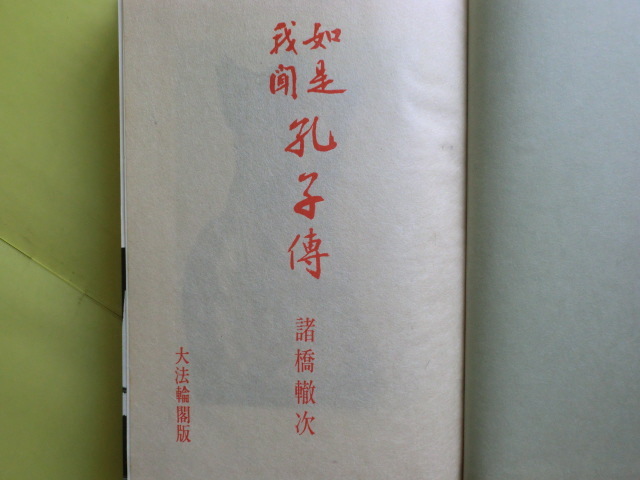 如是
我聞
孔子傳
諸橋轍次
大法輪閣版